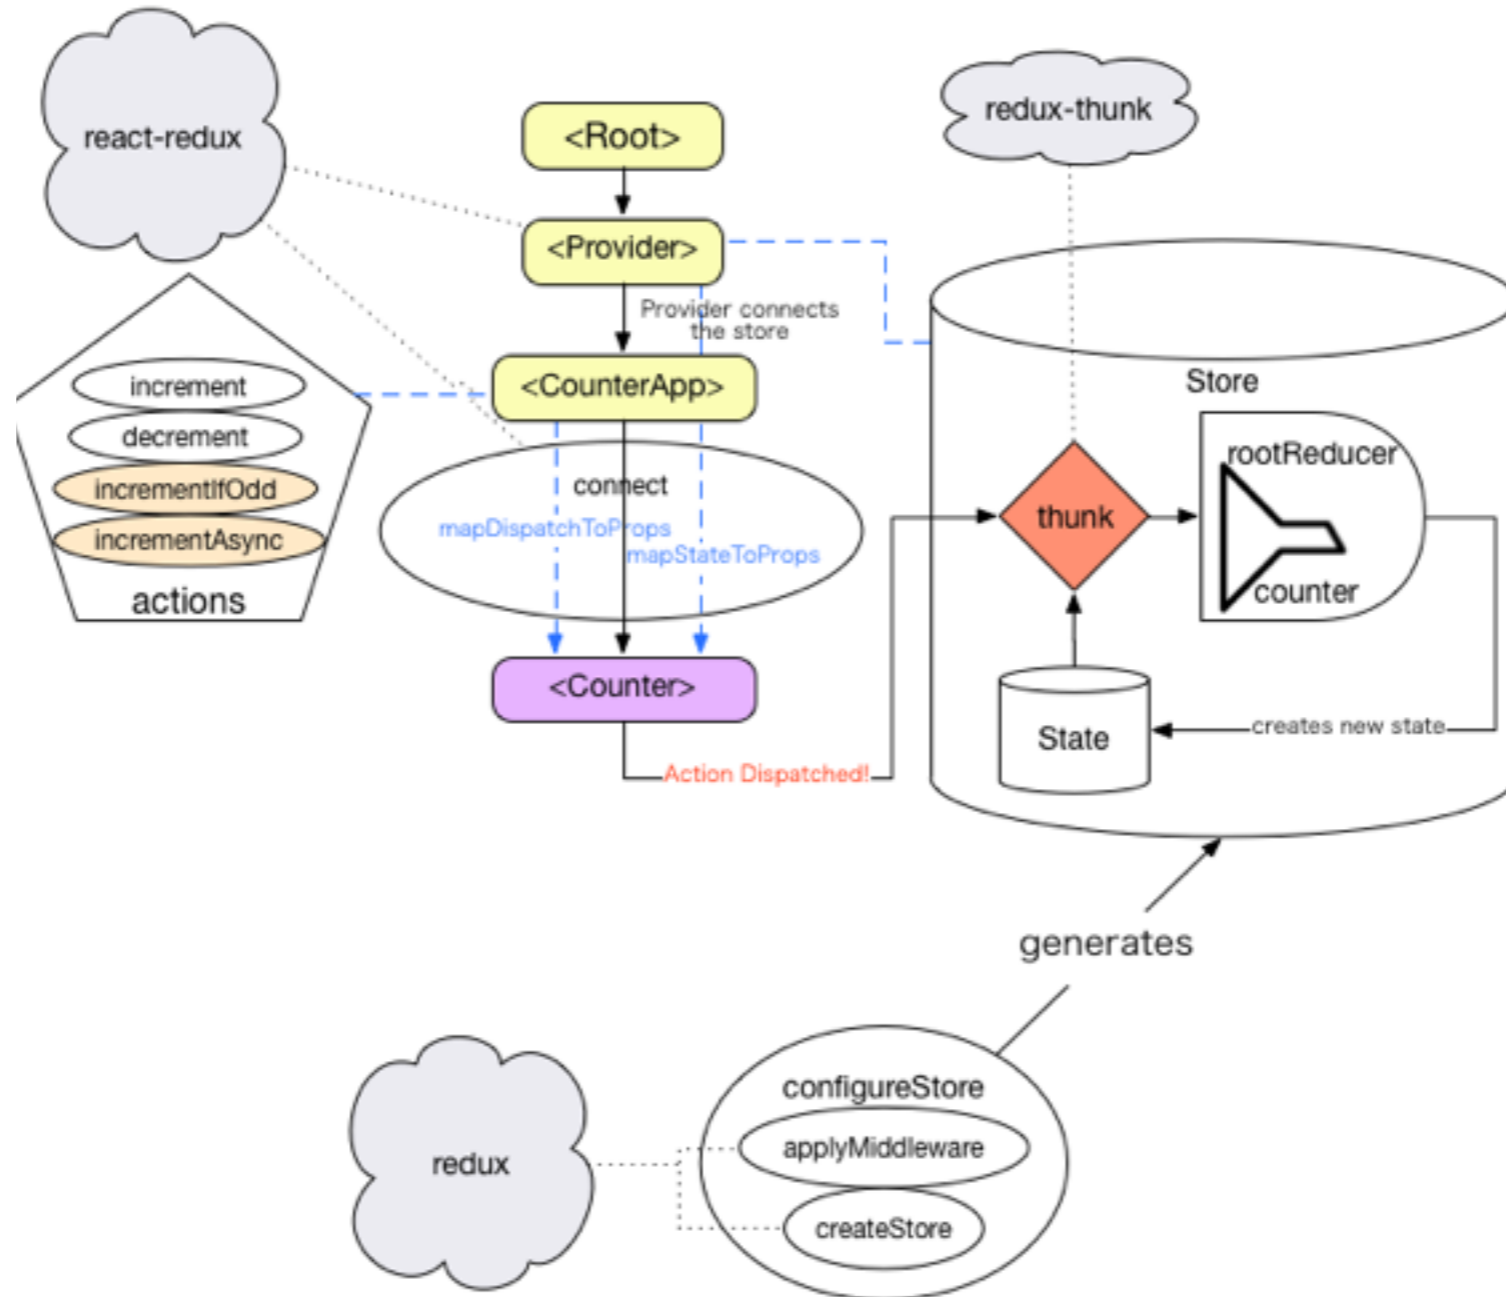 react-redux
<Root>
redux-thunk
<Provider>
Provider connects
the store
<CounterApp>
increment
decrement
incrementIfOdd
incrementAsync
actions
connect
mapDispatchToProps
mapStateToProps
<Counter>
Action Dispatched!
Store
rootReducer
thunk
counter
State
creates new state
generates
configureStore
applyMiddleware
createStore
redux